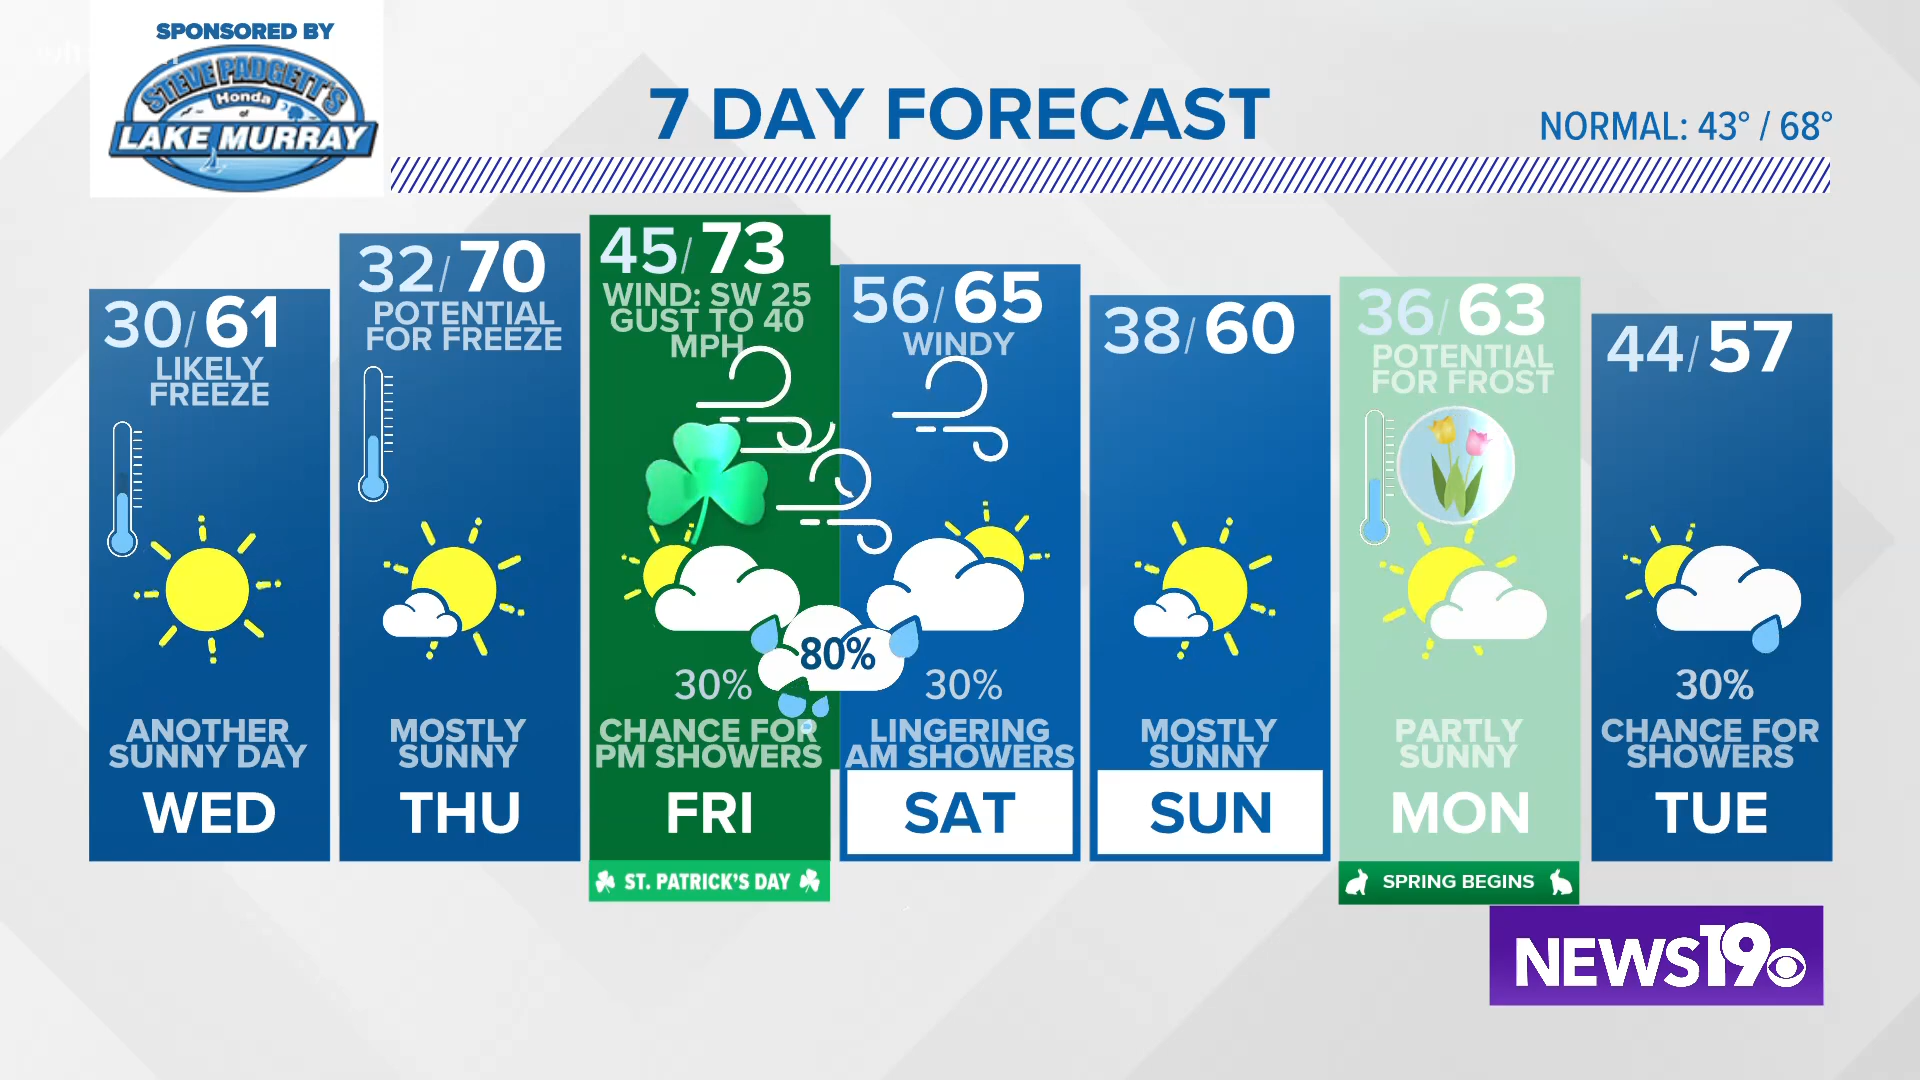 SPONSORED BY
STEVE PADGETT'S
Honda
of
LAKE MURRAY
7 DAY FORECAST
NORMAL: 43° / 68°
30/61
LIKELY
FREEZE
ANOTHER
SUNNY DAY
WED
32/70
POTENTIAL
FOR FREEZE
MOSTLY
SUNNY
THU
45/73
WIND: SW 25
GUST TO 40
MPH
30%
CHANCE FOR
PM SHOWERS
FRI
ST. PATRICK'S DAY
80%
56/65
WINDY
30%
LINGERING
AM SHOWERS
SAT
38/60
MOSTLY
SUNNY
SUN
36/63
POTENTIAL
FOR FROST
PARTLY
SUNNY
MON
SPRING BEGINS
44/57
30%
CHANCE FOR
SHOWERS
TUE
NEWS19